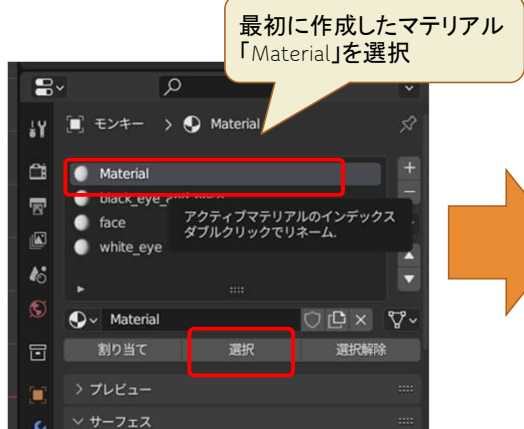 最初に作成したマテリアル
「Material」を選択
モンキー > Material
Material
face
white_eye
アクティブマテリアルのインデックス
ダブルクリックでリネーム.
Material
割り当て 選択 選択解除
プレビュー
サーフェス